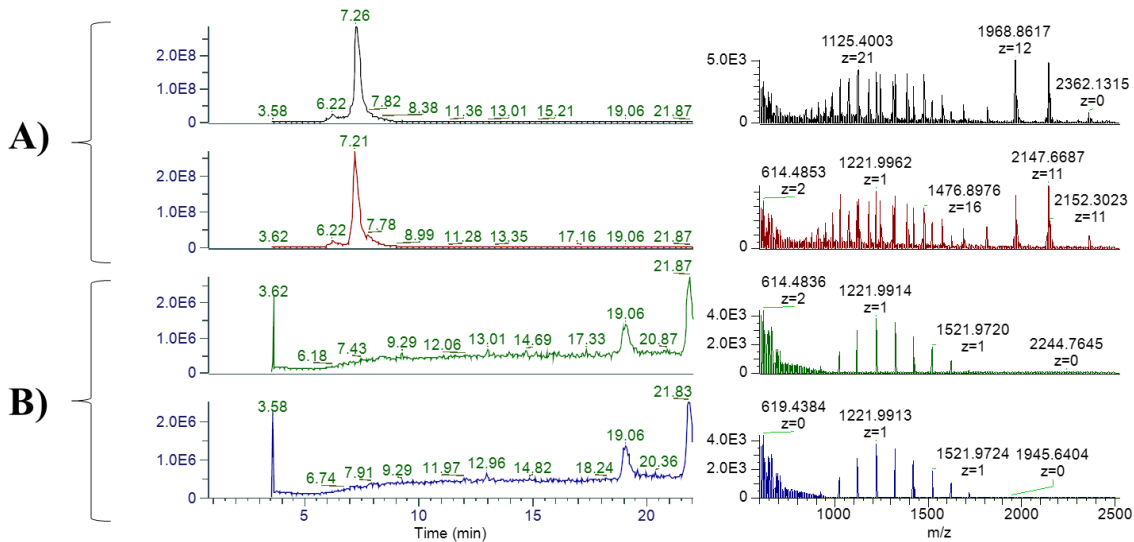 A)
7.26
2.0E8
1.0E8
0
3.58
6.22
7.82
8.38
11.36
13.01
15.21
19.06
21.87
5.0E3
0
1125.4003
z=21
1968.8617
z=12
2362.1315
z=0
7.21
2.0E8
1.0E8
0
3.62
6.22
7.78
8.99
11.28
13.35
17.16
19.06
21.87
4.0E3
2.0E3
0
614.4853
z=2
1221.9962
z=1
1476.8976
z=16
2147.6687
z=11
2152.3023
z=11
B)
21.87
2.0E6
1.0E6
0
3.62
6.18
7.43
9.29
12.06
13.01
14.69
17.33
19.06
20.87
4.0E3
2.0E3
0
614.4836
z=2
1221.9914
z=1
1521.9720
z=1
2244.7645
z=0
21.83
2.0E6
1.0E6
0
3.58
6.74
7.91
9.29
11.97
12.96
14.82
18.24
19.06
20.36
4.0E3
2.0E3
0
619.4384
z=0
1221.9913
z=1
1521.9724
z=1
1945.6404
z=0
5 10 15 20
Time (min)
1000 1500 2000 2500
m/z